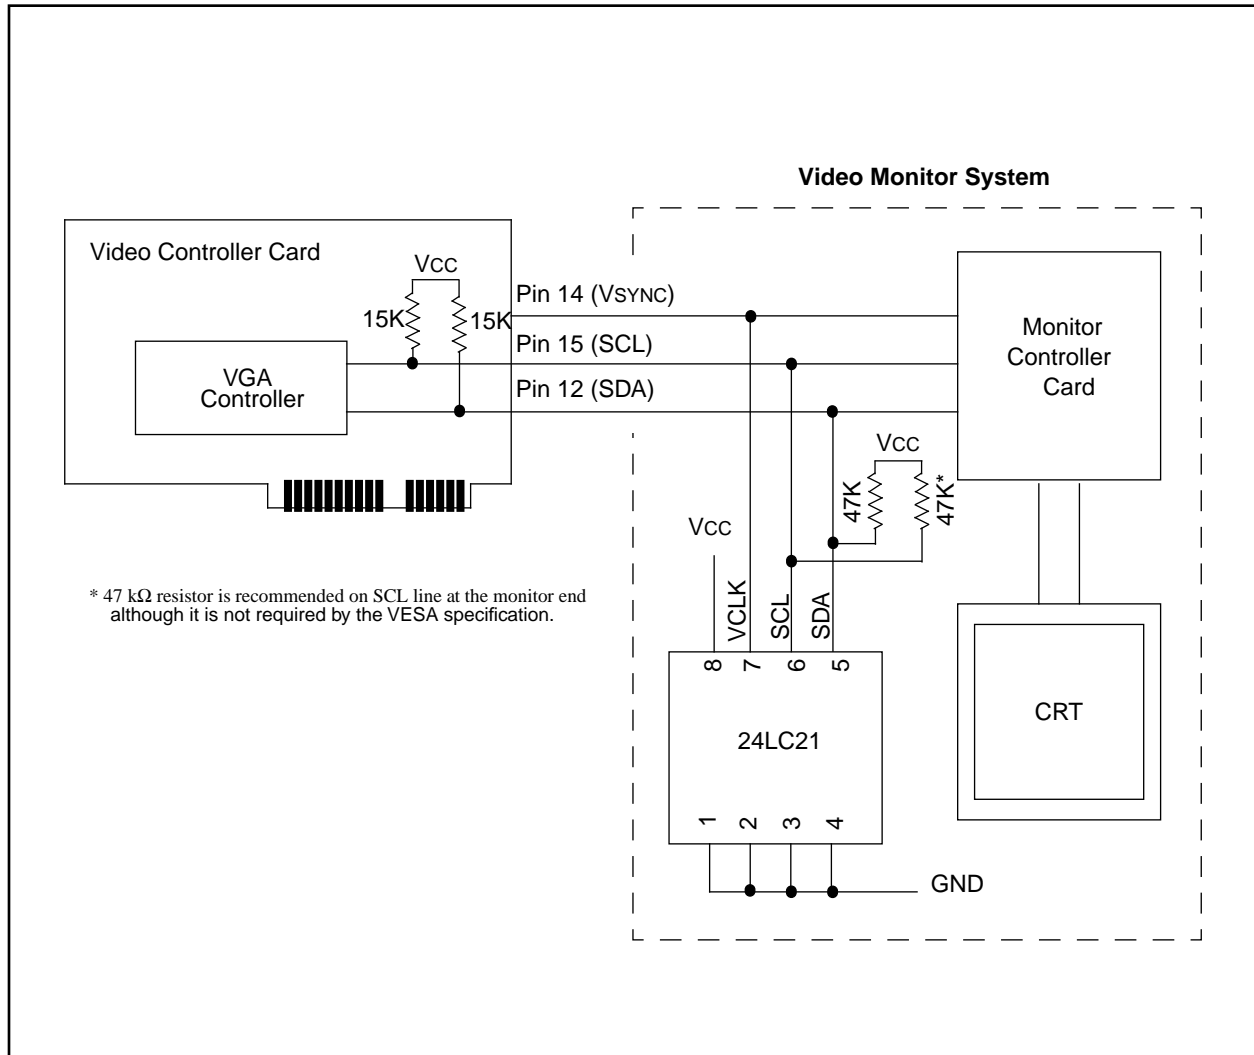 Video Monitor System
Video Controller Card
VCC
15K
15K
Pin 14 (VSYNC)
Pin 15 (SCL)
Pin 12 (SDA)
VGA
Controller
Monitor
Controller
Card
VCC
47K
47K*
VCC
VCLK
SCL
SDA
* 47 kΩ resistor is recommended on SCL line at the monitor end
although it is not required by the VESA specification.
8
7
6
5
24LC21
CRT
1
2
3
4
GND